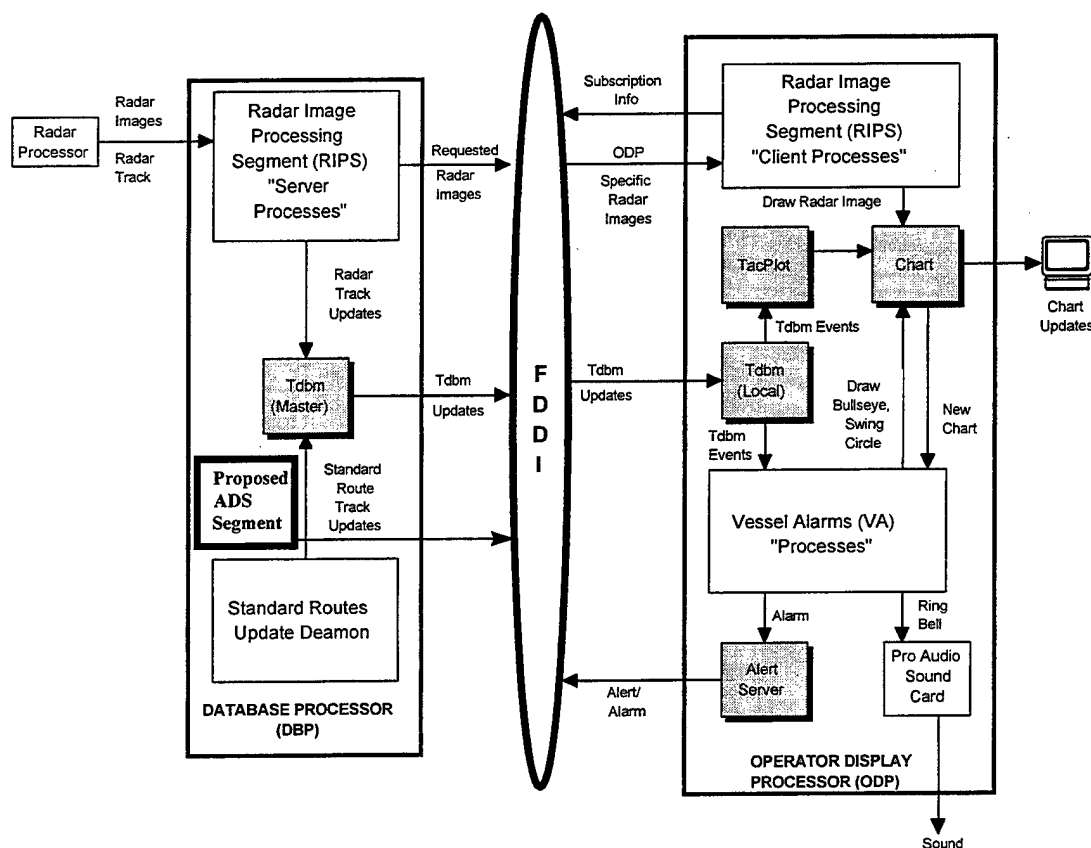 Radar
Images
Radar
Processor
Radar
Track
Radar Image
Processing
Segment (RIPS)
"Server
Processes"
Requested
Radar
Images
Radar
Track
Updates
Tdbm
(Master)
Tdbm
Updates
Proposed
ADS
Segment
Standard
Route
Track
Updates
Standard Routes
Update Deamon
DATABASE PROCESSOR
(DBP)
F
D
D
I
Subscription
Info
ODP
Specific
Radar
Images
Tdbm
Updates
Alert/
Alarm
Radar Image
Processing
Segment (RIPS)
"Client Processes"
Draw Radar Image
TacPlot
Chart
Chart
Updates
Tdbm Events
Tdbm
(Local)
Tdbm
Events
Draw
Bullseye,
Swing
Circle
New
Chart
Vessel Alarms (VA)
"Processes"
Alarm
Ring
Bell
Alert
Server
Pro Audio
Sound
Card
OPERATOR DISPLAY
PROCESSOR (ODP)
Sound